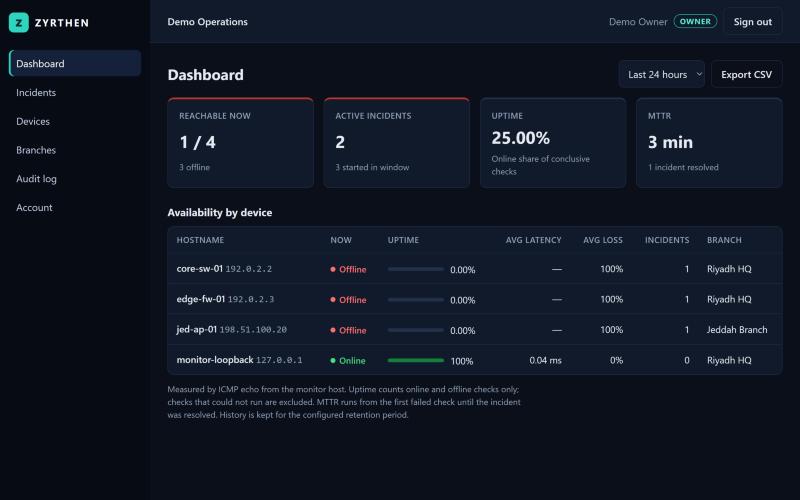 Z ZYRTHEN
Demo Operations
Demo Owner OWNER Sign out
Dashboard
Incidents
Devices
Branches
Audit log
Account
Dashboard
Last 24 hours Export CSV
REACHABLE NOW
1 / 4
3 offline
ACTIVE INCIDENTS
2
3 started in window
UPTIME
25.00%
Online share of conclusive
checks
MTTR
3 min
1 incident resolved
Availability by device
HOSTNAME NOW UPTIME AVG LATENCY AVG LOSS INCIDENTS BRANCH
core-sw-01 192.0.2.2 Offline 0.00% — 100% 1 Riyadh HQ
edge-fw-01 192.0.2.3 Offline 0.00% — 100% 1 Riyadh HQ
jed-ap-01 198.51.100.20 Offline 0.00% — 100% 1 Jeddah Branch
monitor-loopback 127.0.0.1 Online 100% 0.04 ms 0% 0 Riyadh HQ
Measured by ICMP echo from the monitor host. Uptime counts online and offline checks only;
checks that could not run are excluded. MTTR runs from the first failed check until the incident
was resolved. History is kept for the configured retention period.